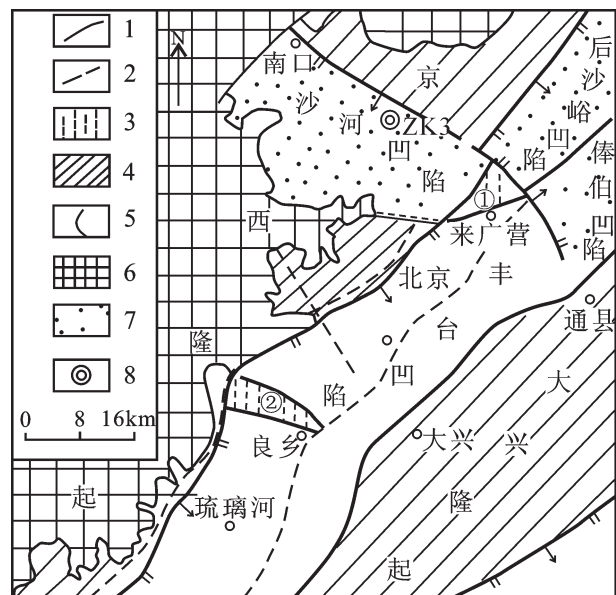 1
2
3
4
5
6
7
8
0 8 16km
N
南口
沙河凹陷
ZK3
京西隆起
后沙峪凹陷
俸伯凹陷
①
来广营
北京
丰台凹陷
通县
大兴隆起
大兴
②
良乡
琉璃河